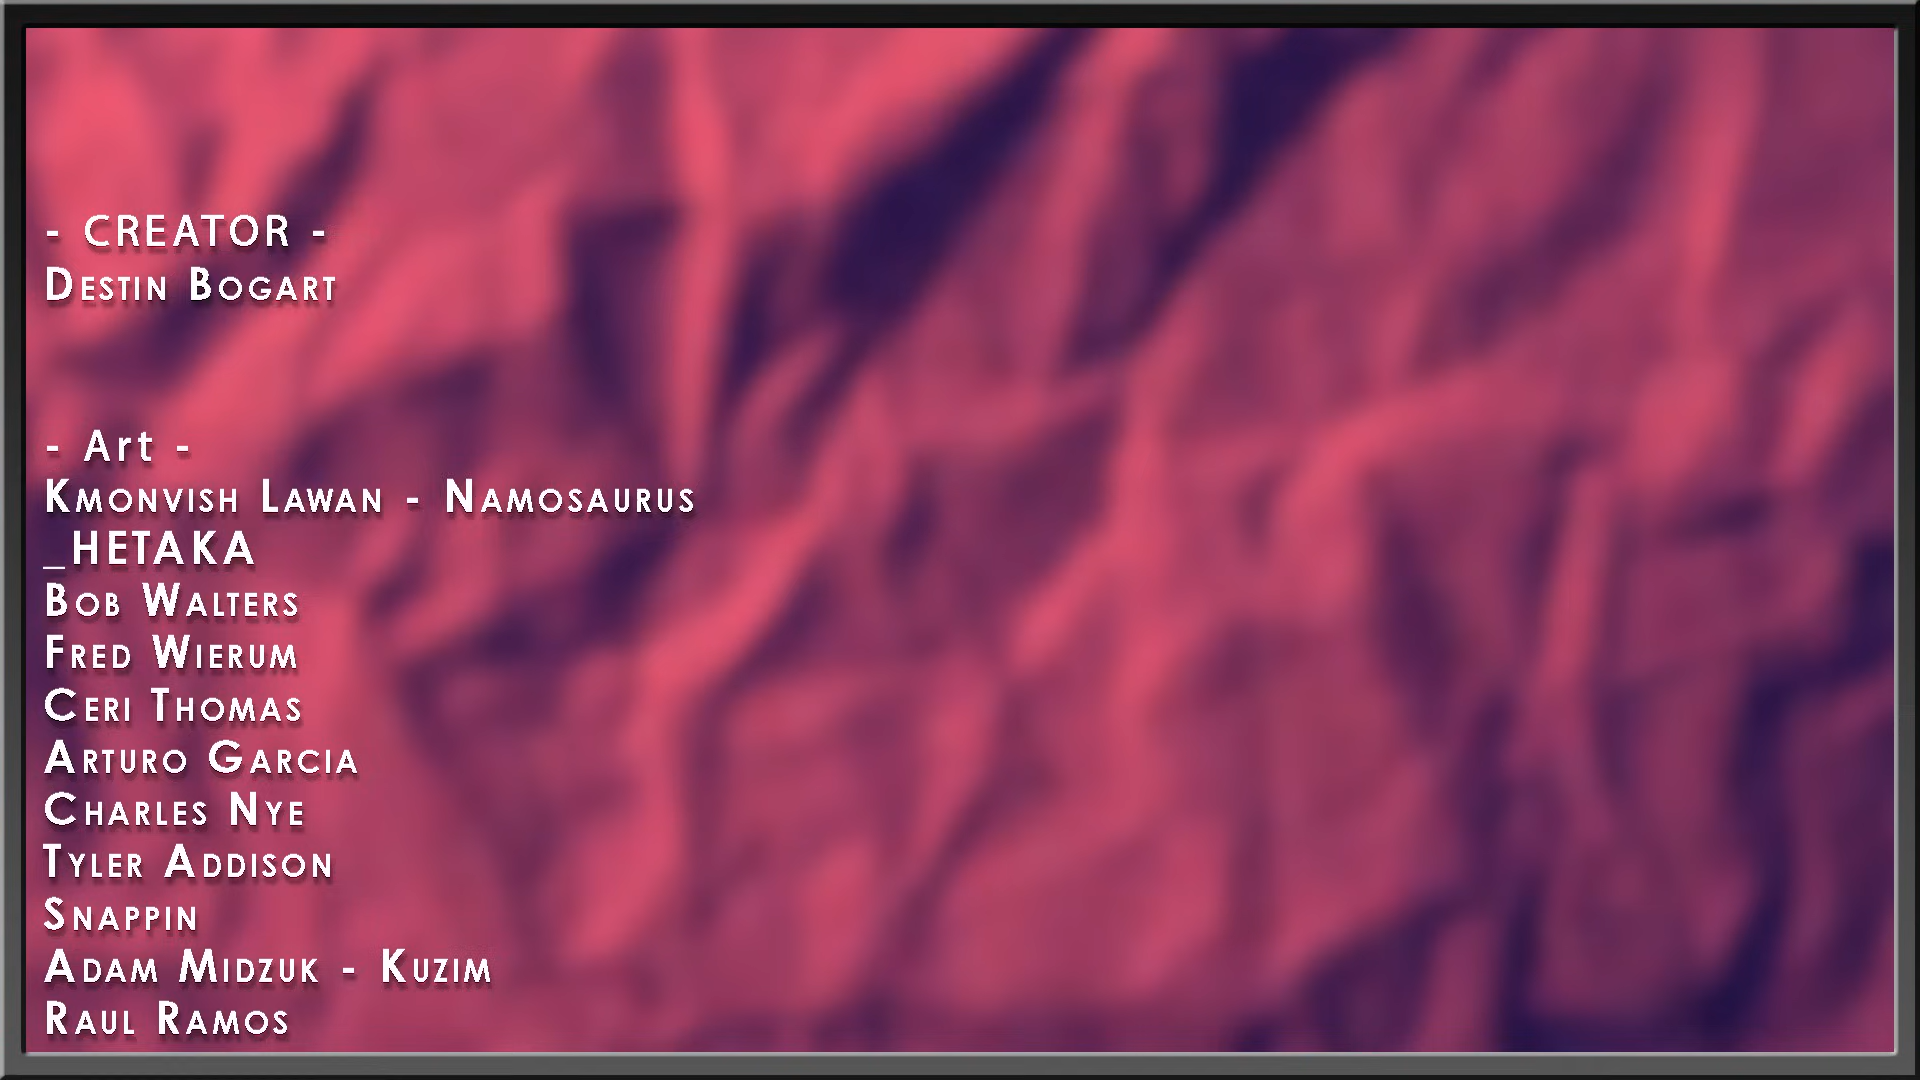 - CREATOR -
Destin Bogart
- Art -
Kmonvish Lawan - Namosaurus
_HETAKA
Bob Walters
Fred Wierum
Ceri Thomas
Arturo Garcia
Charles Nye
Tyler Addison
Snappin
Adam Midzuk - Kuzim
Raul Ramos